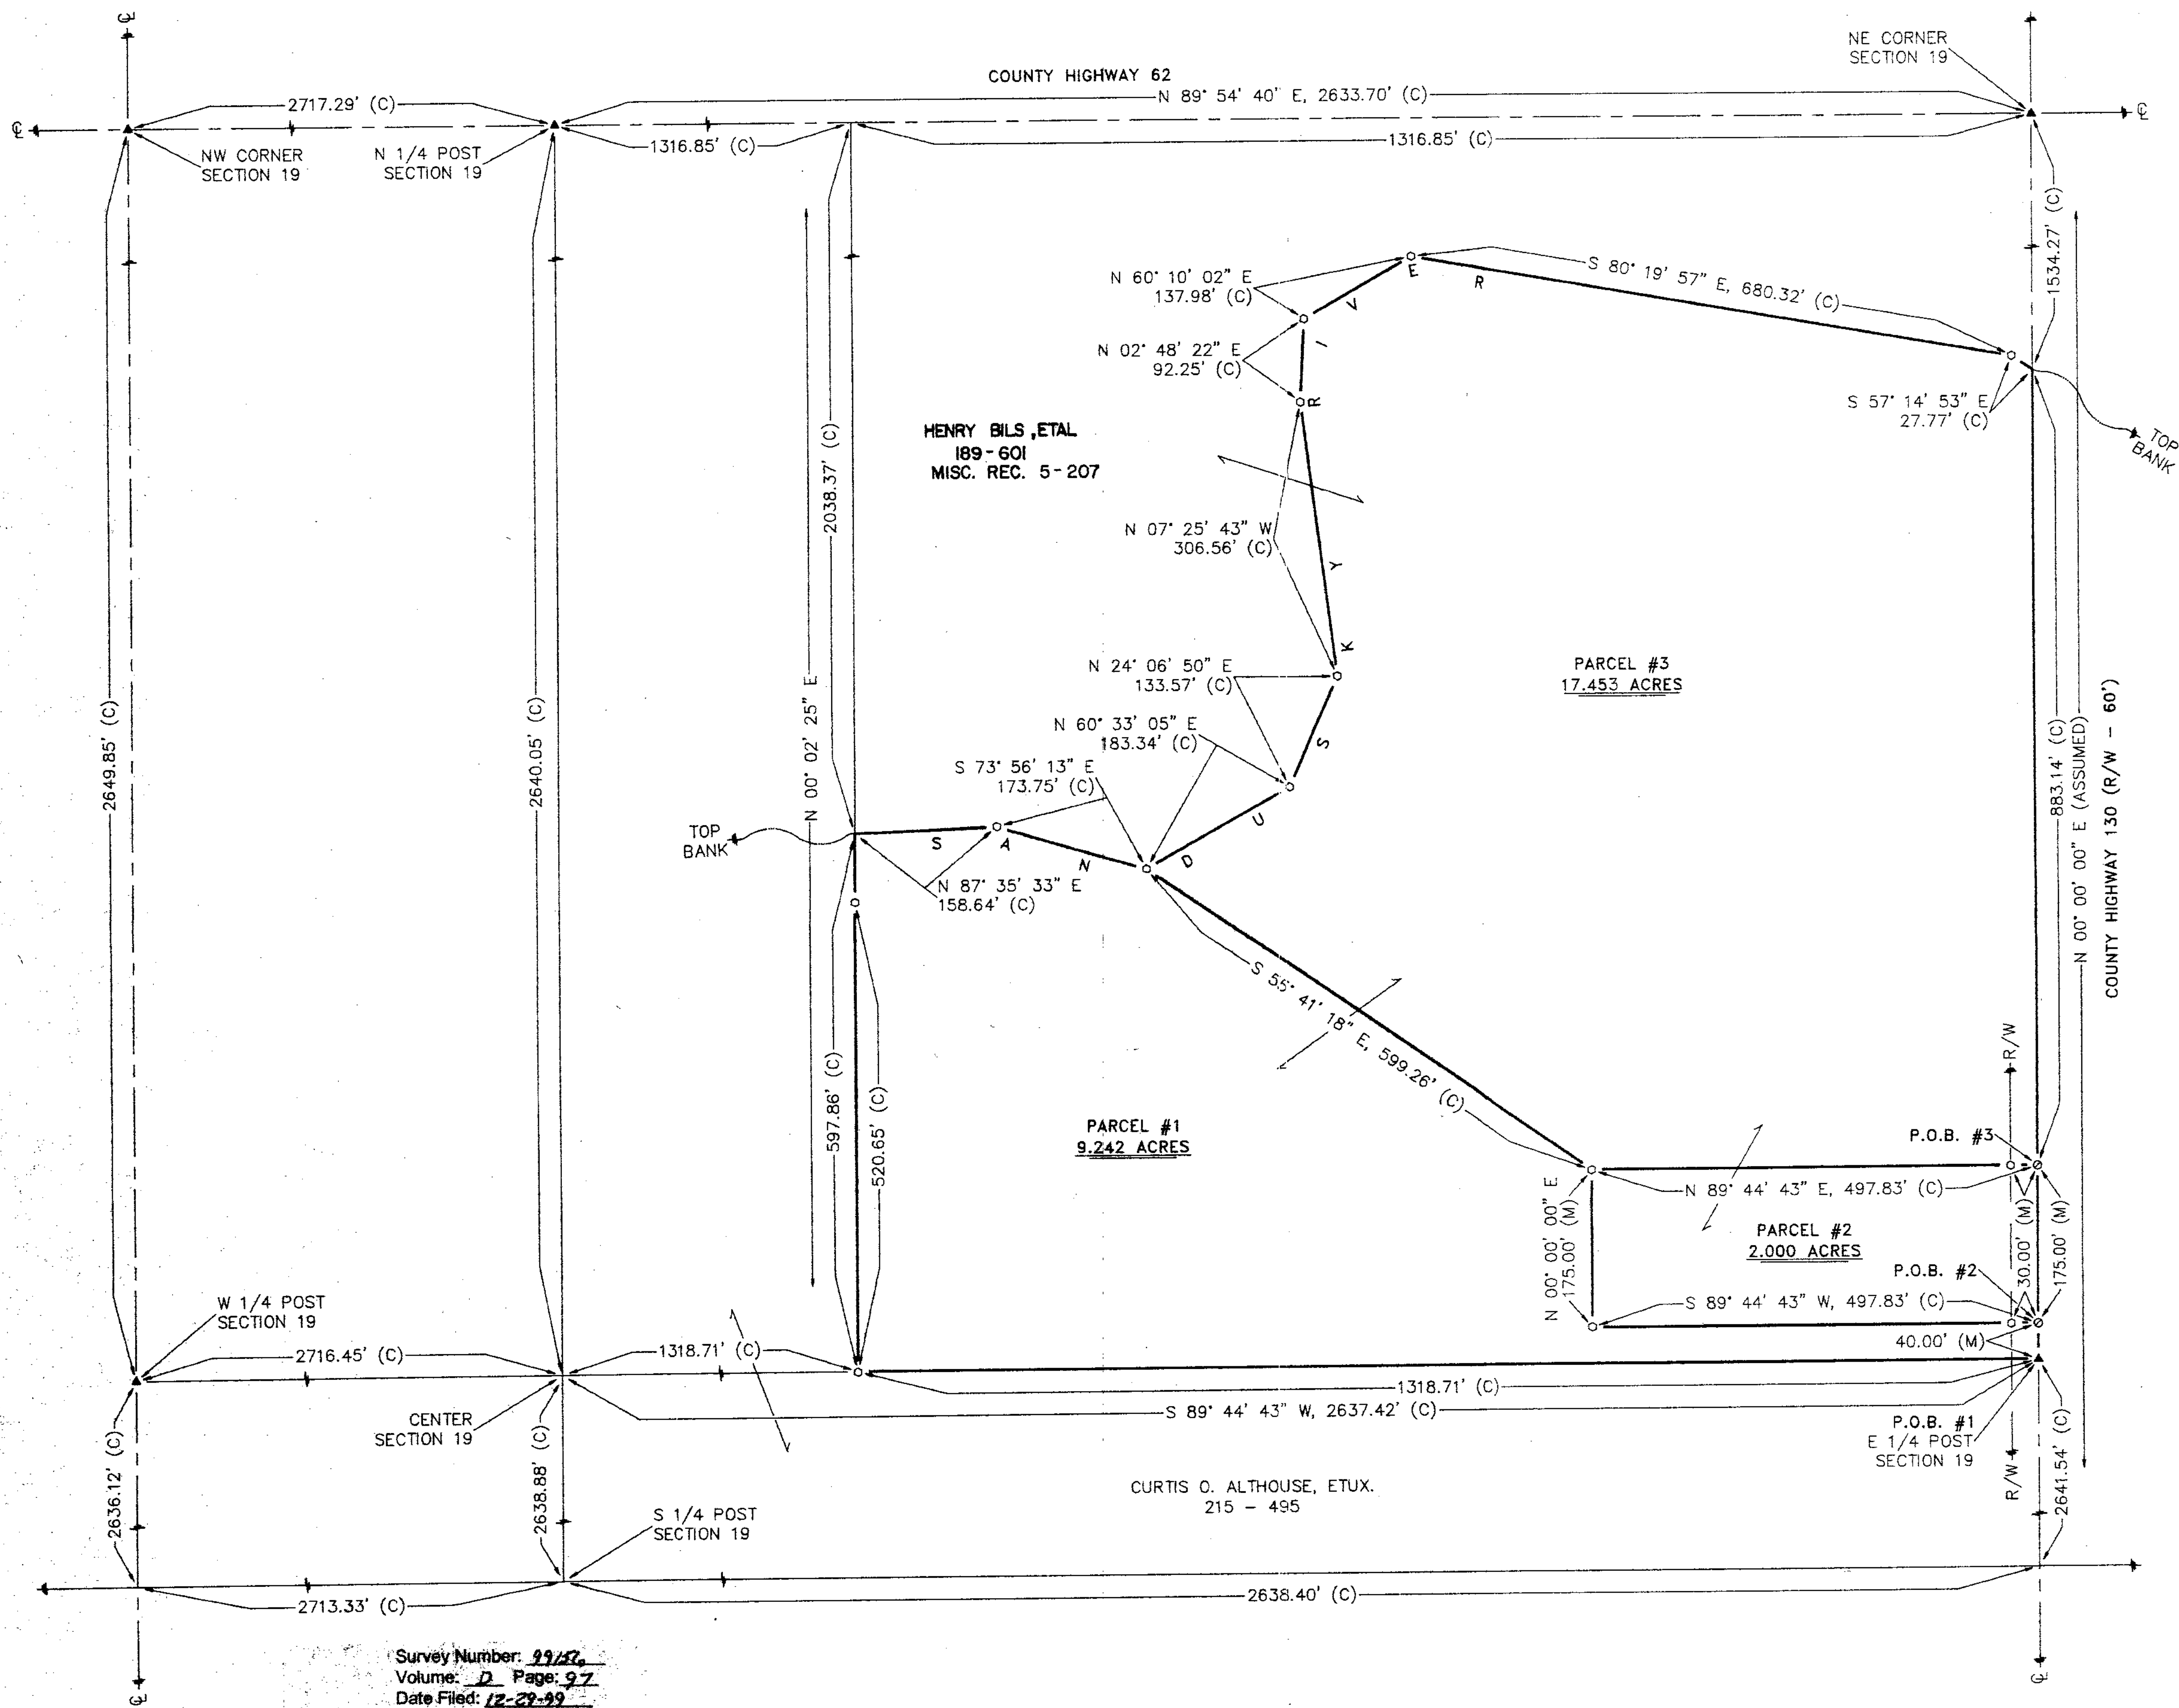 NE CORNER
SECTION 19
COUNTY HIGHWAY 62
2717.29' (C)
N 89° 54' 40" E, 2633.70' (C)
℄
℄
℄
℄
NW CORNER
SECTION 19
N 1/4 POST
SECTION 19
1316.85' (C)
1316.85' (C)
1534.27' (C)
N 60° 10' 02" E
137.98' (C)
S 80° 19' 57" E, 680.32' (C)
N 02° 48' 22" E
92.25' (C)
S 57° 14' 53" E
27.77' (C)
TOP
BANK
HENRY BILS, ETAL
189-601
MISC. REC. 5-207
2038.37' (C)
N 07° 25' 43" W
306.56' (C)
SANDUSKY RIVER
N 24° 06' 50" E
133.57' (C)
PARCEL #3
17.453 ACRES
N 60° 33' 05" E
183.34' (C)
S 73° 56' 13" E
173.75' (C)
2649.85' (C)
2640.05' (C)
N 00° 02' 25" E
883.14' (C)
N 00° 00' 00" E (ASSUMED)
COUNTY HIGHWAY 130 (R/W - 60')
TOP
BANK
N 87° 35' 33" E
158.64' (C)
S 55° 41' 18" E, 599.26' (C)
597.86' (C)
520.65' (C)
R/W
PARCEL #1
9.242 ACRES
P.O.B. #3
N 89° 44' 43" E, 497.83' (C)
N 00° 00' 00" E
175.00' (M)
PARCEL #2
2.000 ACRES
30.00' (M)
175.00' (M)
P.O.B. #2
S 89° 44' 43" W, 497.83' (C)
40.00' (M)
W 1/4 POST
SECTION 19
2716.45' (C)
1318.71' (C)
1318.71' (C)
S 89° 44' 43" W, 2637.42' (C)
CENTER
SECTION 19
P.O.B. #1
E 1/4 POST
SECTION 19
R/W
2636.12' (C)
2638.88' (C)
2641.54' (C)
CURTIS O. ALTHOUSE, ETUX.
215 - 495
S 1/4 POST
SECTION 19
2713.33' (C)
2638.40' (C)
℄
℄
Survey Number:
Volume: D Page: 97
Date Filed: 12-29-99